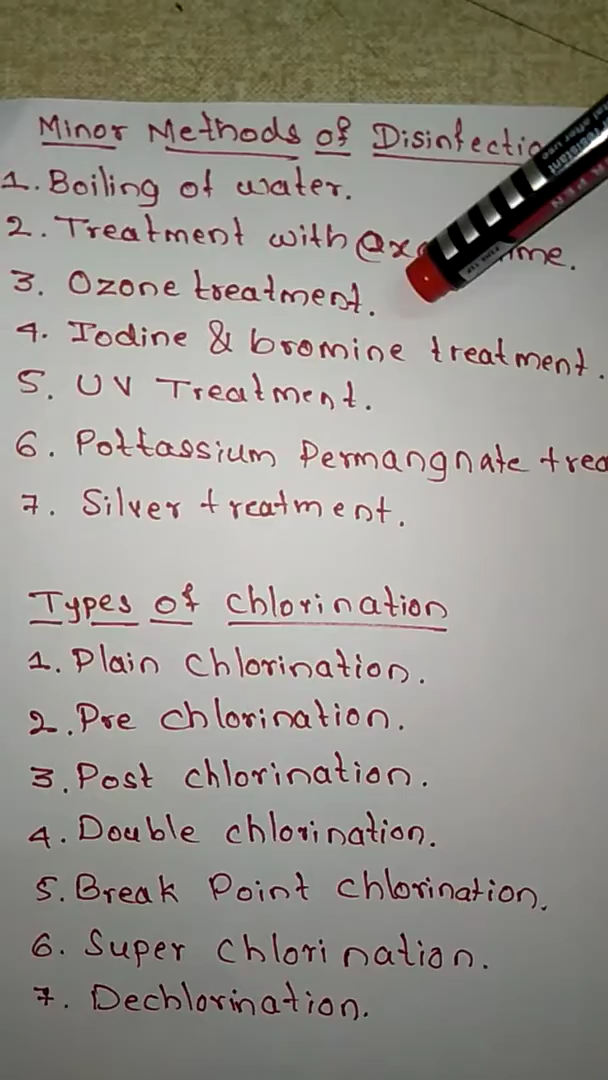 Minor Methods of Disinfectio
1. Boiling of water.
2. Treatment with
3. Ozone treatment.
4. Iodine & bromine treatment.
5. UV Treatment.
6. Pottassium Permangnate trea
7. Silver treatment.
Types of chlorination
1. Plain chlorination.
2. Pre chlorination.
3. Post chlorination.
4. Double chlorination.
5. Break Point chlorination.
6. Super chlorination.
7. Dechlorination.